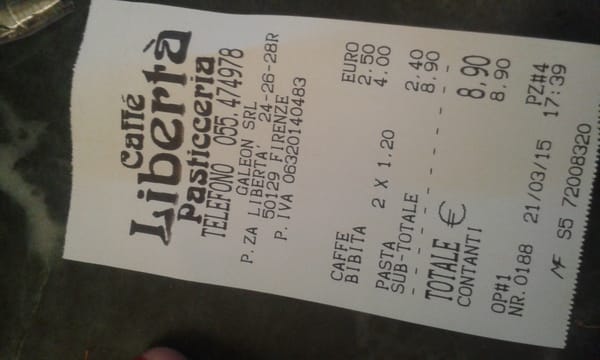 Caffé
Libertà
Pasticceria
TELEFONO 055.474978
GALEON SRL
P.ZA LIBERTA' 24-26-28R
50129 FIRENZE
P.IVA 06320140483
EURO
CAFFE 2.50
BIBITA 4.00
2 X 1.20
PASTA 2.40
SUB-TOTALE 8.90
TOTALE € 8.90
CONTANTI 8.90
OP#1 PZ#4
NR.0188 21/03/15 17:39
MF S5 72008320